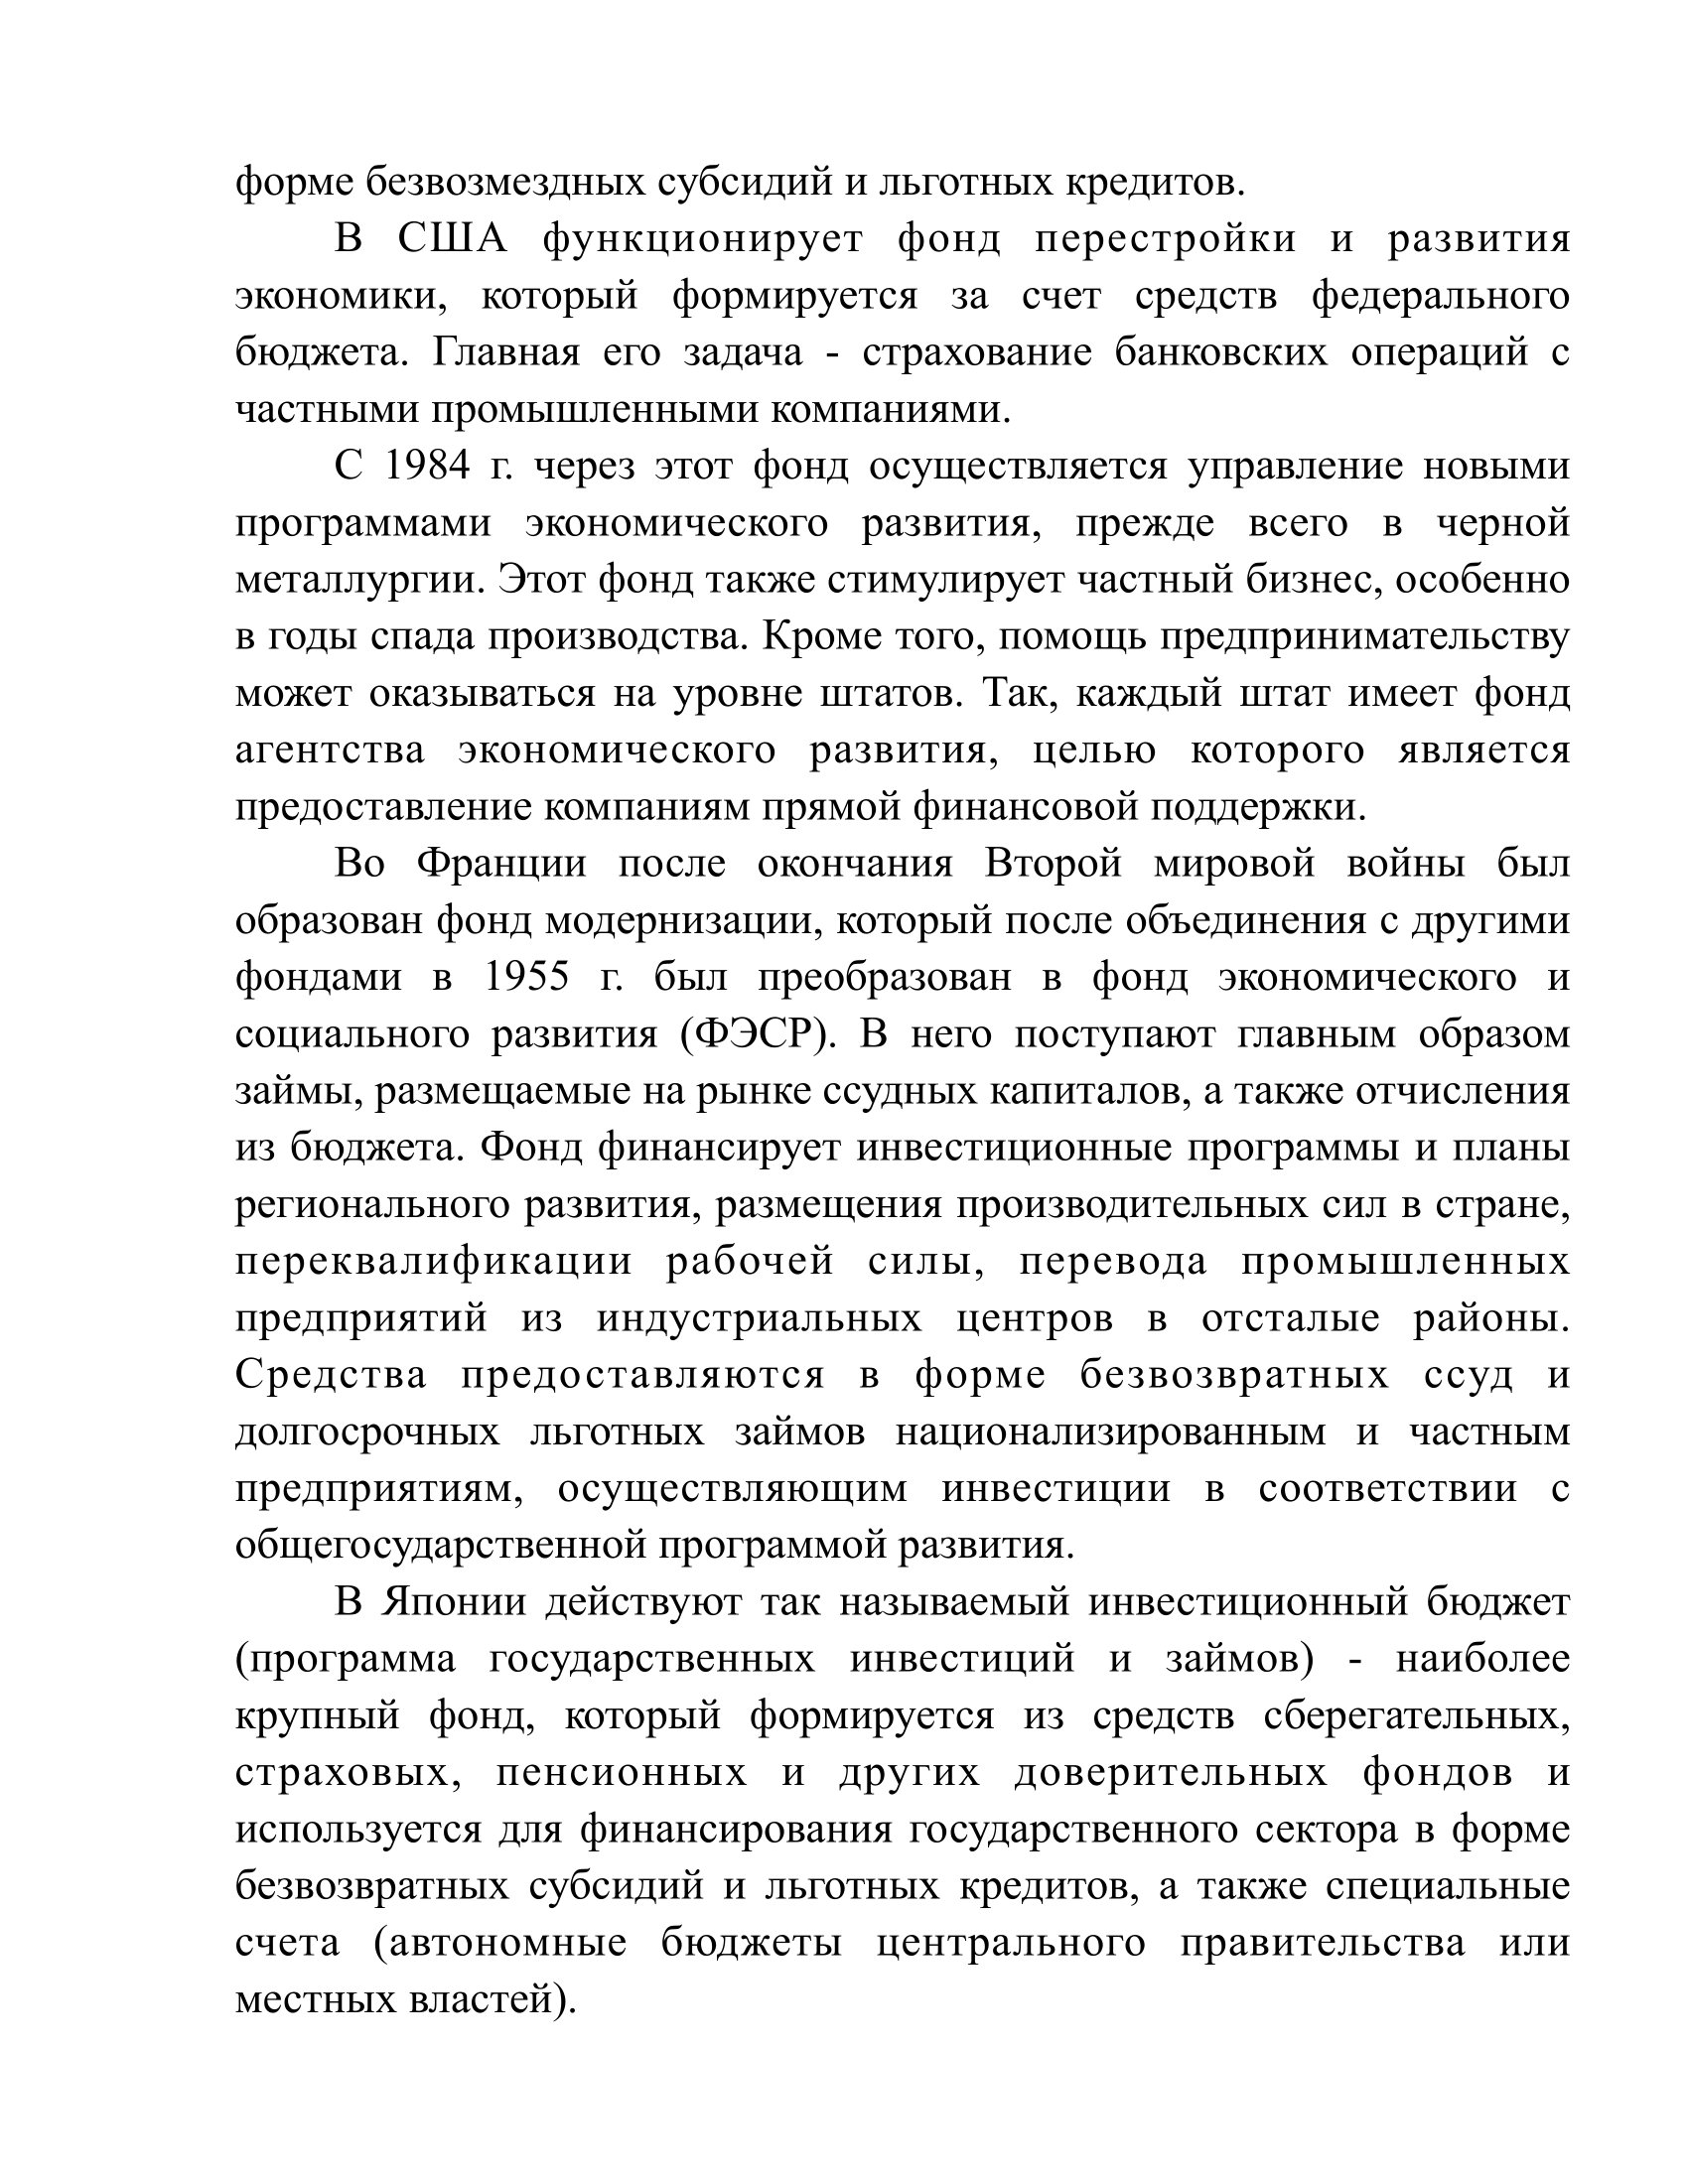 форме безвозмездных субсидий и льготных кредитов.
В США функционирует фонд перестройки и развития
экономики, который формируется за счет средств федерального
бюджета. Главная его задача - страхование банковских операций с
частными промышленными компаниями.
С 1984 г. через этот фонд осуществляется управление новыми
программами экономического развития, прежде всего в черной
металлургии. Этот фонд также стимулирует частный бизнес, особенно
в годы спада производства. Кроме того, помощь предпринимательству
может оказываться на уровне штатов. Так, каждый штат имеет фонд
агентства экономического развития, целью которого является
предоставление компаниям прямой финансовой поддержки.
Во Франции после окончания Второй мировой войны был
образован фонд модернизации, который после объединения с другими
фондами в 1955 г. был преобразован в фонд экономического и
социального развития (ФЭСР). В него поступают главным образом
займы, размещаемые на рынке ссудных капиталов, а также отчисления
из бюджета. Фонд финансирует инвестиционные программы и планы
регионального развития, размещения производительных сил в стране,
переквалификации рабочей силы, перевода промышленных
предприятий из индустриальных центров в отсталые районы.
Средства предоставляются в форме безвозвратных ссуд и
долгосрочных льготных займов национализированным и частным
предприятиям, осуществляющим инвестиции в соответствии с
общегосударственной программой развития.
В Японии действуют так называемый инвестиционный бюджет
(программа государственных инвестиций и займов) - наиболее
крупный фонд, который формируется из средств сберегательных,
страховых, пенсионных и других доверительных фондов и
используется для финансирования государственного сектора в форме
безвозвратных субсидий и льготных кредитов, а также специальные
счета (автономные бюджеты центрального правительства или
местных властей).